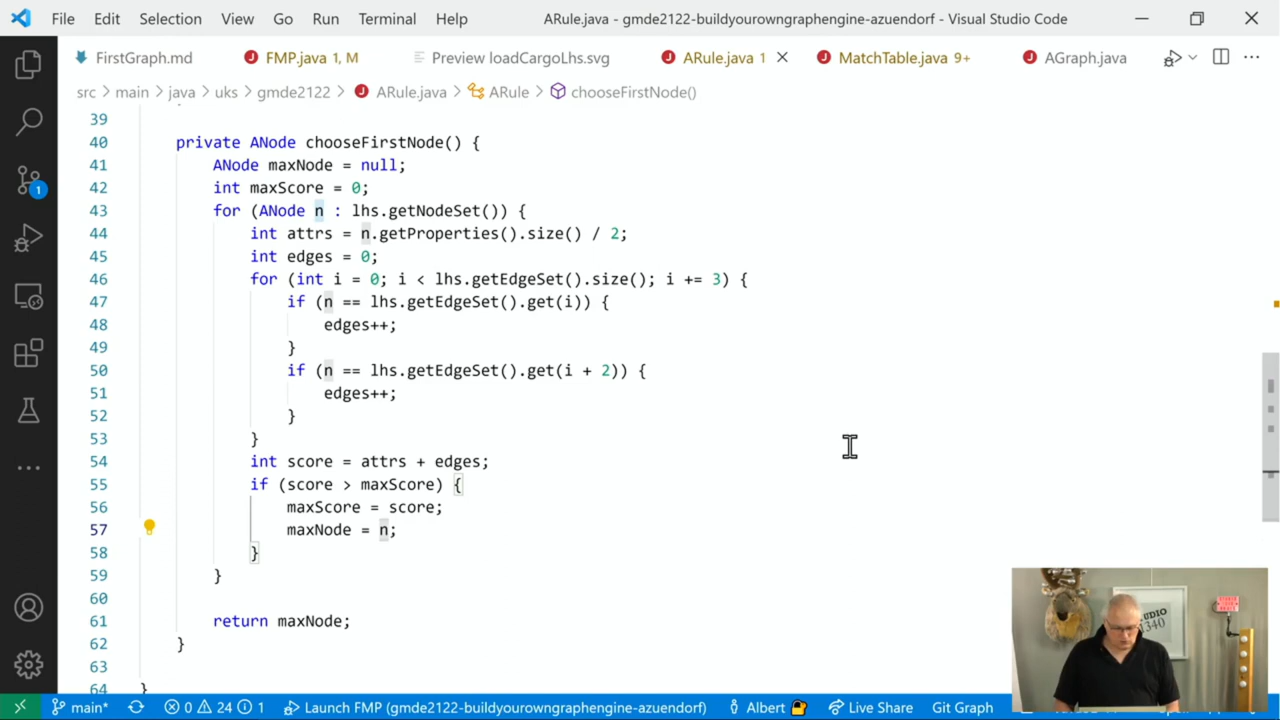 File Edit Selection View Go Run Terminal Help ARule.java - gmde2122-buildyourowngraphengine-azuendorf - Visual Studio Code
FirstGraph.md FMP.java 1, M Preview loadCargoLhs.svg ARule.java 1 MatchTable.java 9+ AGraph.java
src > main > java > uks > gmde2122 > ARule.java > ARule > chooseFirstNode()
39
40 private ANode chooseFirstNode() {
41 ANode maxNode = null;
42 int maxScore = 0;
43 for (ANode n : lhs.getNodeSet()) {
44 int attrs = n.getProperties().size() / 2;
45 int edges = 0;
46 for (int i = 0; i < lhs.getEdgeSet().size(); i += 3) {
47 if (n == lhs.getEdgeSet().get(i)) {
48 edges++;
49 }
50 if (n == lhs.getEdgeSet().get(i + 2)) {
51 edges++;
52 }
53 }
54 int score = attrs + edges;
55 if (score > maxScore) {
56 maxScore = score;
57 maxNode = n;
58 }
59 }
60
61 return maxNode;
62 }
63
64 }
1
STUDIO
1340
main* 0 24 1 Launch FMP (gmde2122-buildyourowngraphengine-azuendorf) Albert Live Share Git Graph